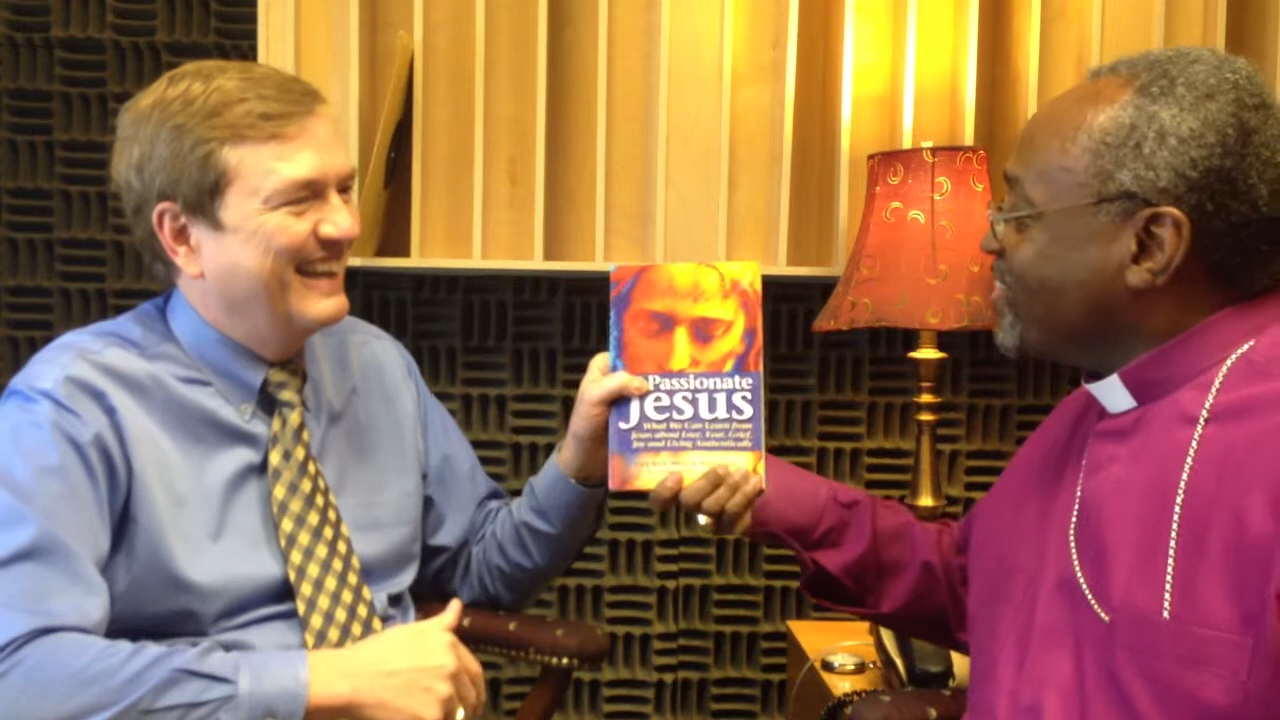 Passionate
Jesus
What We Can Learn from
Jesus about Love, Fear, Grief,
Joy and Living Authentically